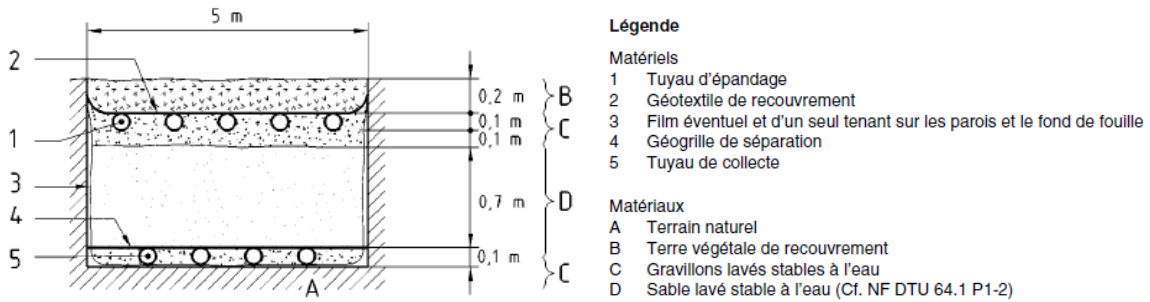 5 m
2
0,2 m
B
0,1 m
C
0,1 m
1
3
0,7 m
D
4
5
0,1 m
C
A
Légende
Matériels
1 Tuyau d'épandage
2 Géotextile de recouvrement
3 Film éventuel et d'un seul tenant sur les parois et le fond de fouille
4 Géogrille de séparation
5 Tuyau de collecte
Matériaux
A Terrain naturel
B Terre végétale de recouvrement
C Gravillons lavés stables à l'eau
D Sable lavé stable à l'eau (Cf. NF DTU 64.1 P1-2)